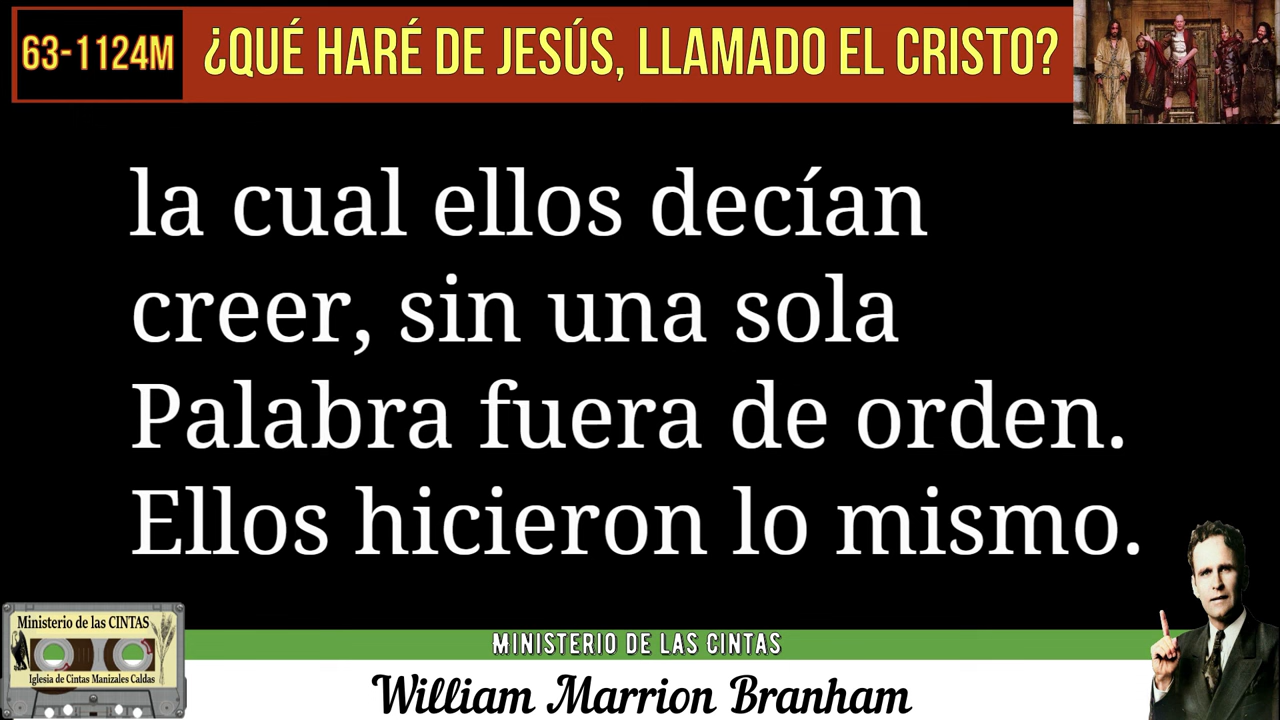 63-1124M
¿QUÉ HARÉ DE JESÚS, LLAMADO EL CRISTO?
la cual ellos decían
creer, sin una sola
Palabra fuera de orden.
Ellos hicieron lo mismo.
Ministerio de las CINTAS
Iglesia de Cintas Manizales Caldas
MINISTERIO DE LAS CINTAS
William Marrion Branham